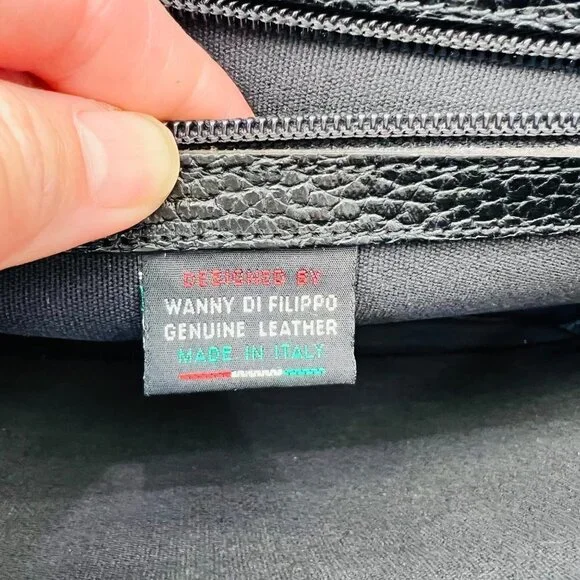 DESIGNED BY
WANNY DI FILIPPO
GENUINE LEATHER
MADE IN ITALY